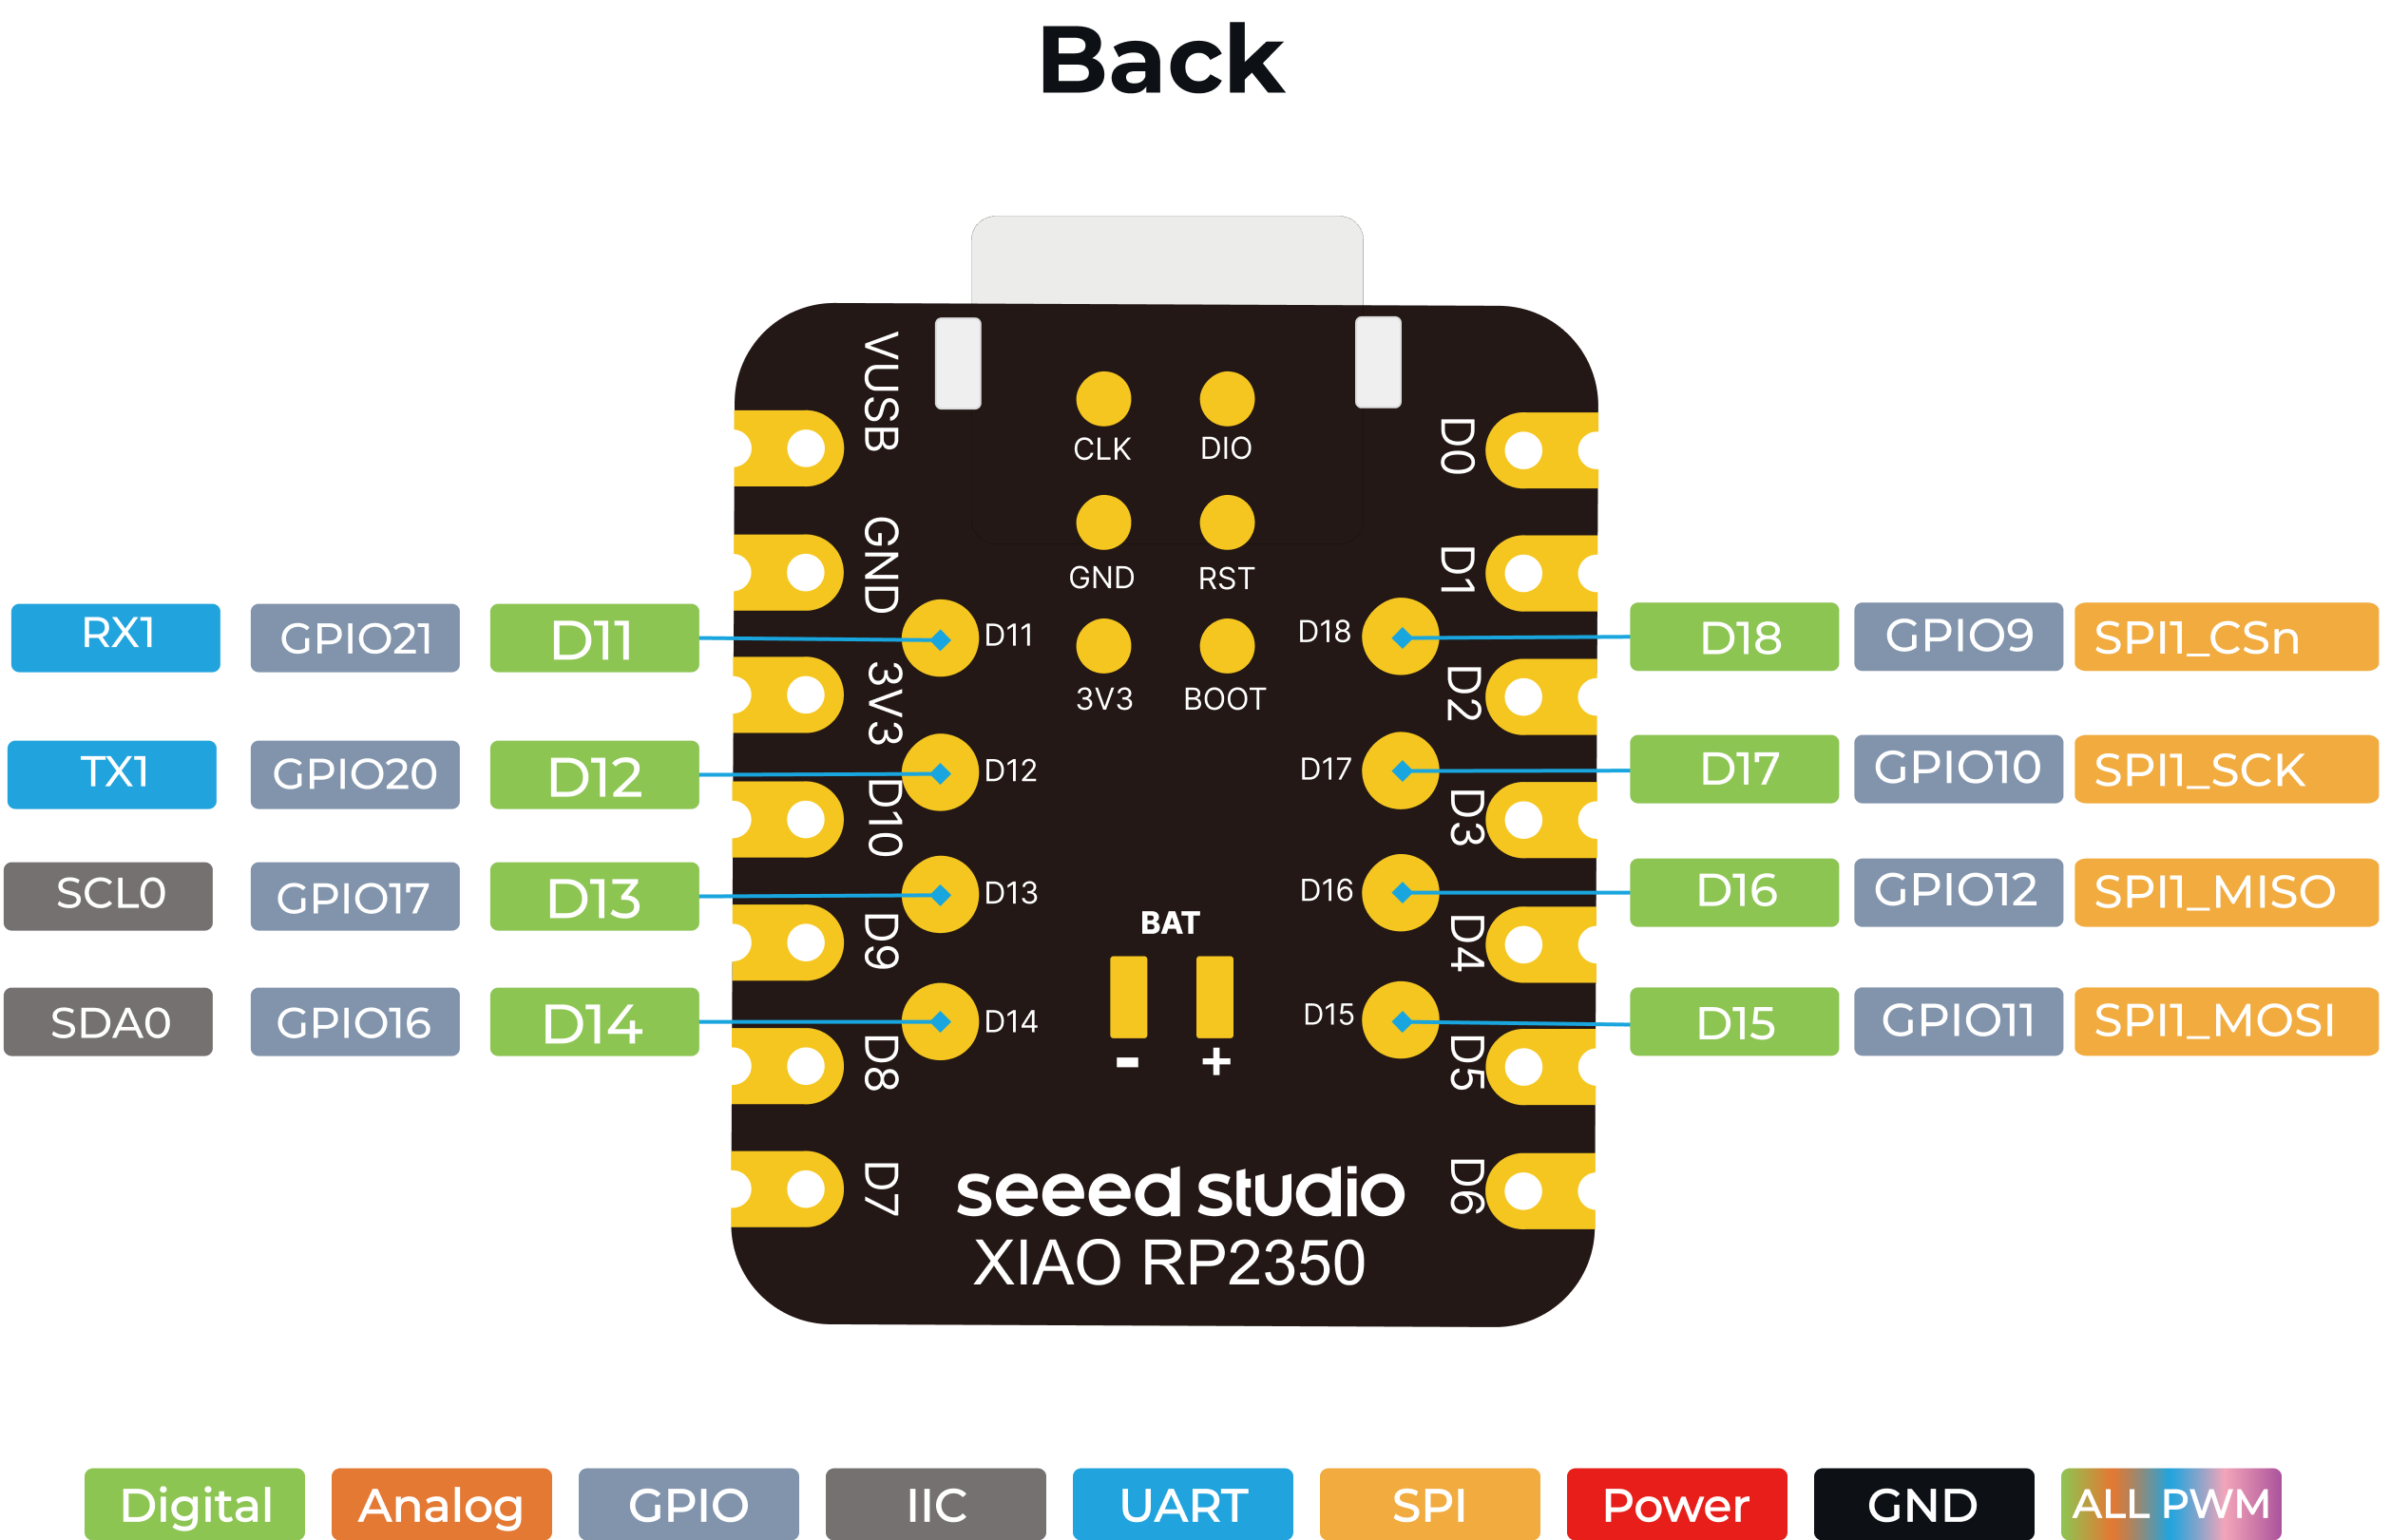 Back
VUSB
GND
3V3
D10
D9
D8
D7
CLK
DIO
GND
RST
3V3
BOOT
D0
D1
D2
D3
D4
D5
D6
RX1 GPIO21 D11 D11 D18 D18 GPIO9 SPI1_CSn
TX1 GPIO20 D12 D12 D17 D17 GPIO10 SPI1_SCK
SCL0 GPIO17 D13 D13 D16 D16 GPIO12 SPI1_MISO
SDA0 GPIO16 D14 D14 D15 D15 GPIO11 SPI1_MOSI
BAT
- +
seeed studio
XIAO RP2350
Digital Analog GPIO IIC UART SPI Power GND ALL PWM